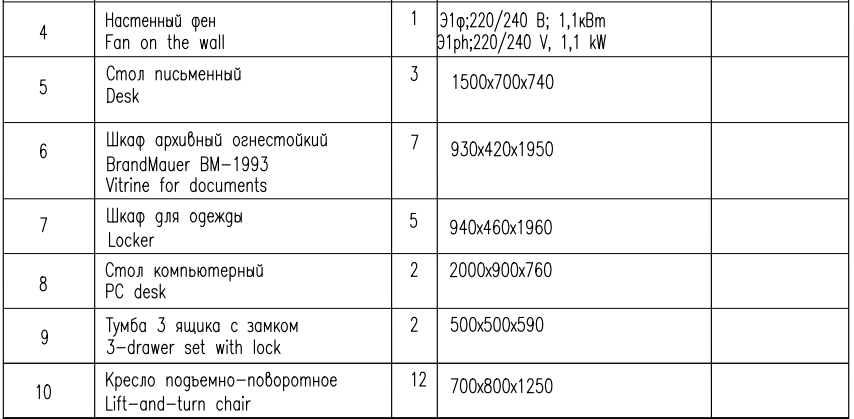 4
Настенный фен
Fan on the wall
1
Э1ф;220/240 В; 1,1кВт
Э1ph;220/240 V, 1,1 kW
5
Стол письменный
Desk
3
1500x700x740
6
Шкаф архивный огнестойкий
BrandMauer BM-1993
Vitrine for documents
7
930x420x1950
7
Шкаф для одежды
Locker
5
940x460x1960
8
Стол компьютерный
PC desk
2
2000x900x760
9
Тумба 3 ящика с замком
3-drawer set with lock
2
500x500x590
10
Кресло подъемно-поворотное
Lift-and-turn chair
12
700x800x1250